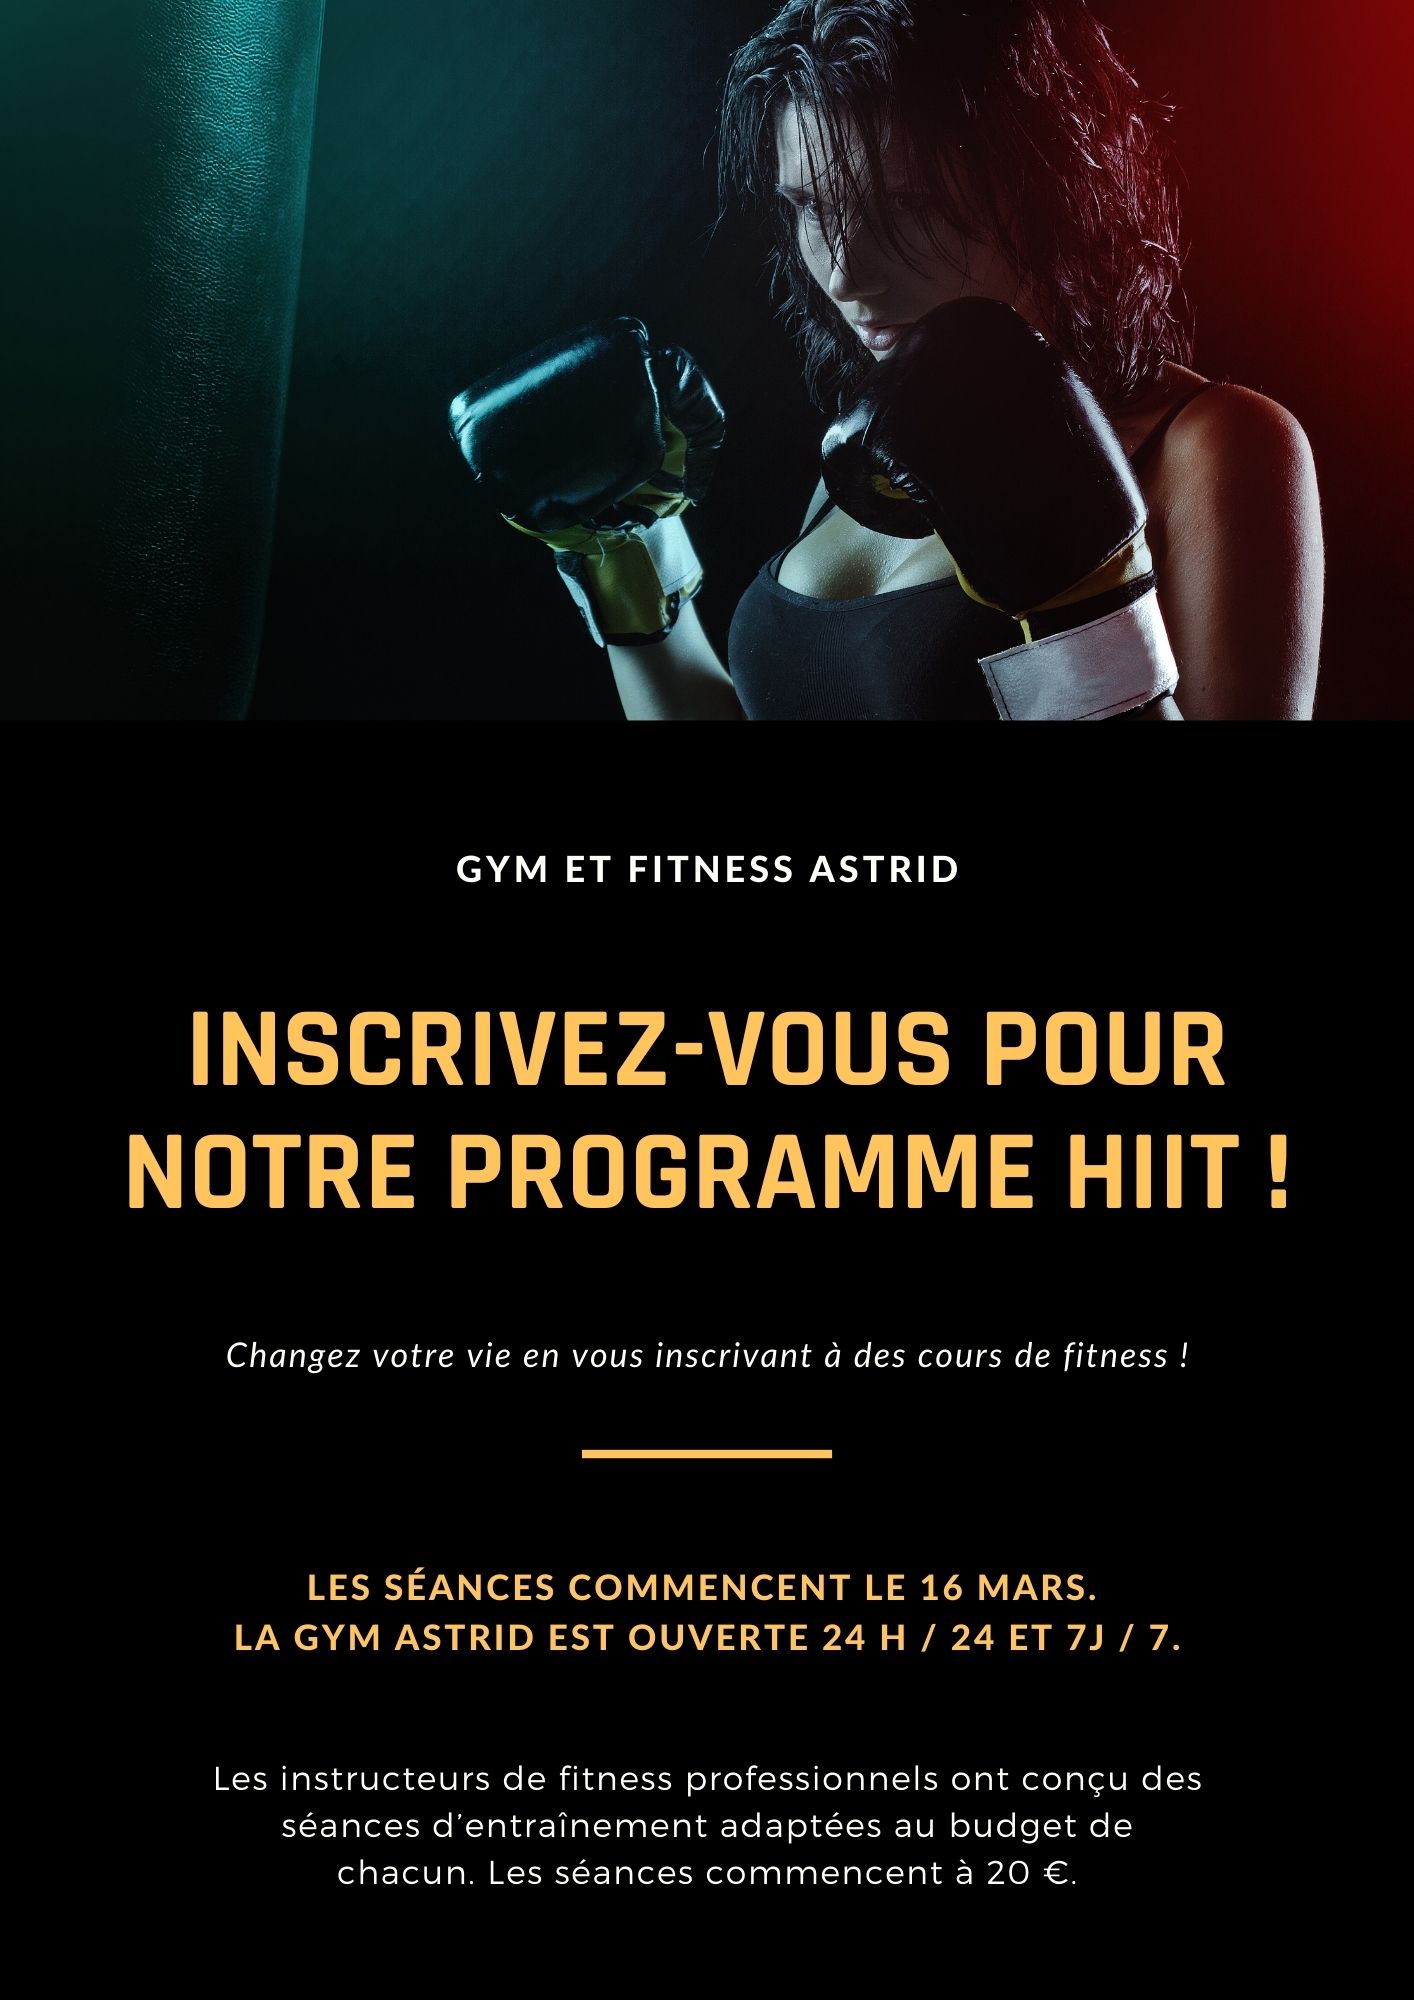 GYM ET FITNESS ASTRID
INSCRIVEZ-VOUS POUR
NOTRE PROGRAMME HIIT !
Changez votre vie en vous inscrivant à des cours de fitness !
LES SÉANCES COMMENCENT LE 16 MARS.
LA GYM ASTRID EST OUVERTE 24 H / 24 ET 7J / 7.
Les instructeurs de fitness professionnels ont conçu des
séances d’entraînement adaptées au budget de
chacun. Les séances commencent à 20 €.